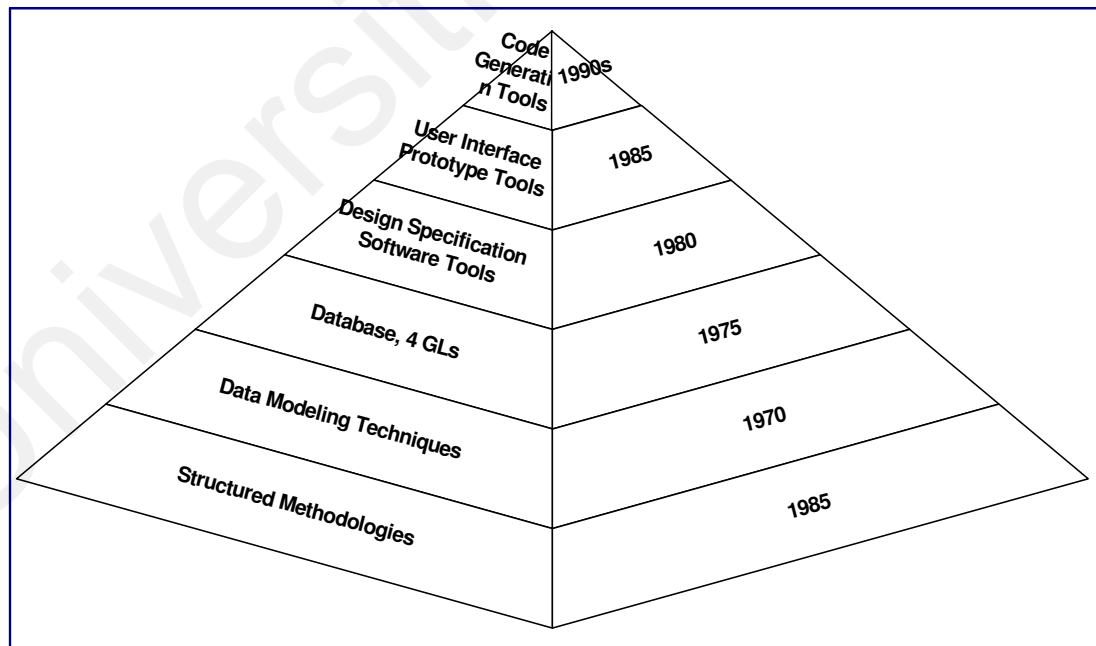 Code
Generati
n Tools
1990s
User Interface
Prototype Tools
1985
Design Specification
Software Tools
1980
Database, 4 GLs
1975
Data Modeling Techniques
1970
Structured Methodologies
1985